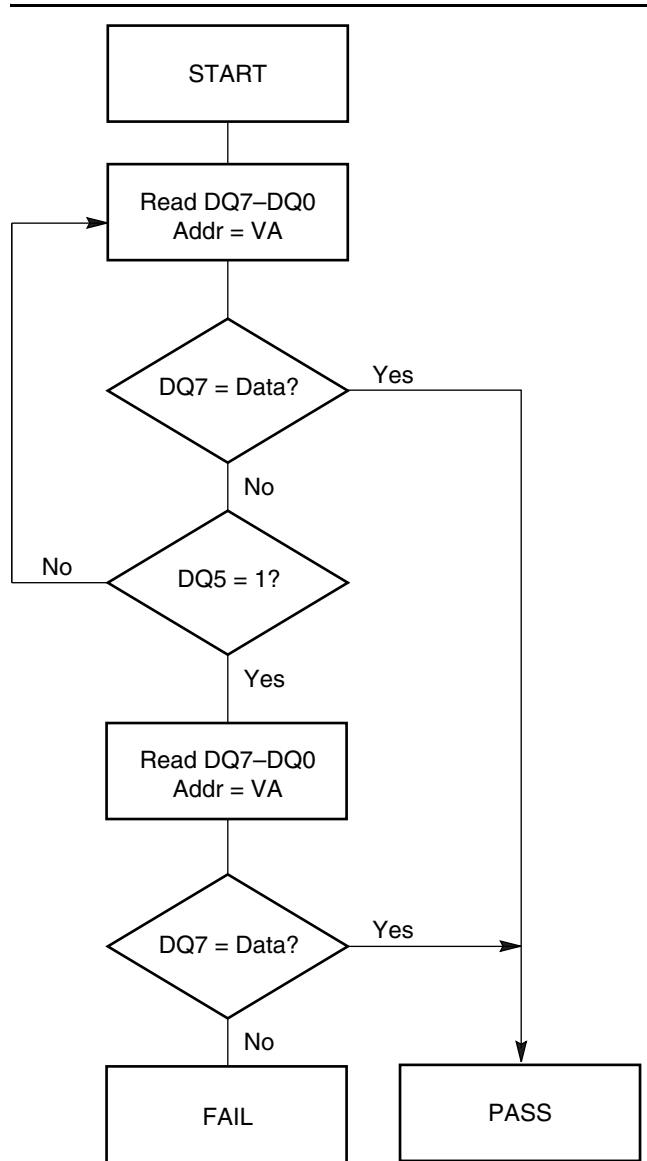 START
Read DQ7–DQ0
Addr = VA
DQ7 = Data?
Yes
No
DQ5 = 1?
No
Yes
Read DQ7–DQ0
Addr = VA
DQ7 = Data?
Yes
No
FAIL
PASS